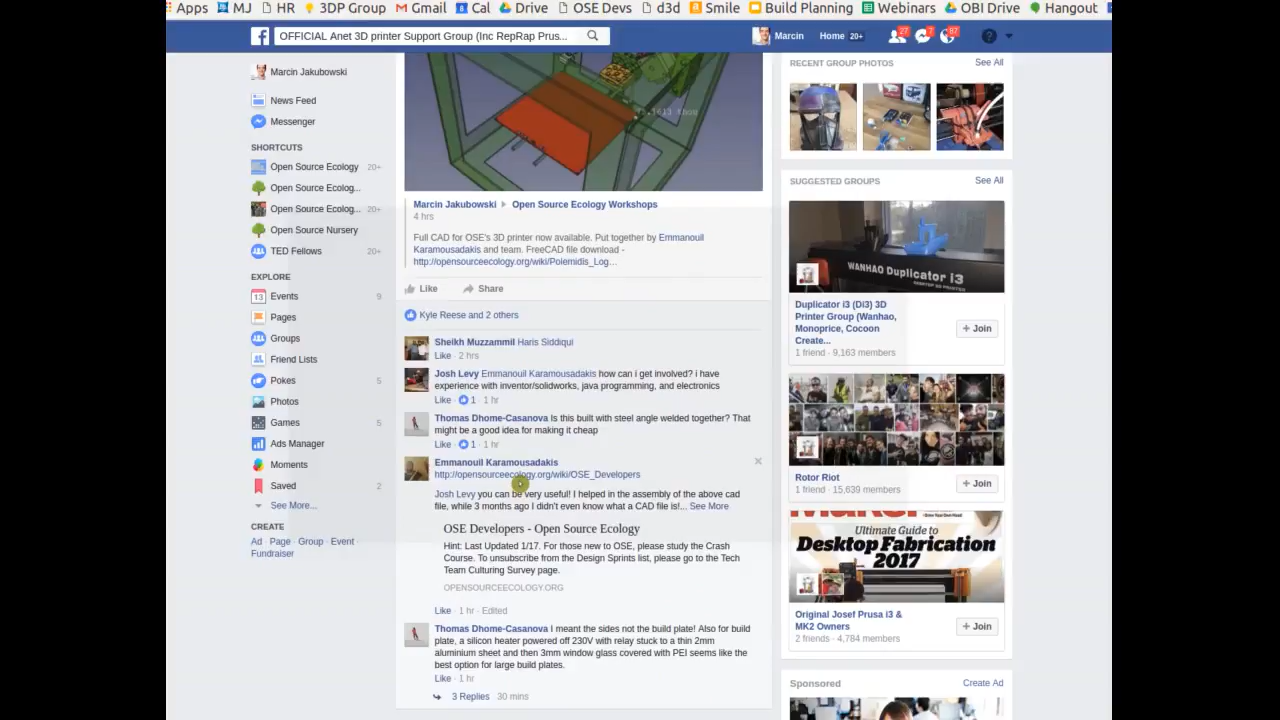 Apps MJ HR 3DP Group Gmail Cal Drive OSE Devs d3d Smile Build Planning Webinars OBI Drive Hangout
OFFICIAL Anet 3D printer Support Group (Inc RepRap Prus...
Marcin Home 20+ 27 7 87
Marcin Jakubowski
News Feed
Messenger
SHORTCUTS
Open Source Ecology 20+
Open Source Ecolog...
Open Source Ecolog... 20+
Open Source Nursery
TED Fellows 20+
EXPLORE
13 Events 9
Pages
Groups
Friend Lists
Pokes 5
Photos
Games 5
Ads Manager
Moments
Saved 2
See More...
CREATE
Ad · Page · Group · Event ·
Fundraiser
Marcin Jakubowski ▸ Open Source Ecology Workshops
4 hrs
Full CAD for OSE's 3D printer now available. Put together by Emmanouil
Karamousadakis and team. FreeCAD file download -
http://opensourceecology.org/wiki/Polemidis_Log...
Like Share
Kyle Reese and 2 others
Sheikh Muzzammil Haris Siddiqui
Like · 2 hrs
Josh Levy Emmanouil Karamousadakis how can i get involved? i have
experience with inventor/solidworks, java programming, and electronics
Like · 1 · 1 hr
Thomas Dhome-Casanova Is this built with steel angle welded together? That
might be a good idea for making it cheap
Like · 1 · 1 hr
Emmanouil Karamousadakis
http://opensourceecology.org/wiki/OSE_Developers
Josh Levy you can be very useful! I helped in the assembly of the above cad
file, while 3 months ago I didn't even know what a CAD file is!... See More
OSE Developers - Open Source Ecology
Hint: Last Updated 1/17. For those new to OSE, please study the Crash
Course. To unsubscribe from the Design Sprints list, please go to the Tech
Team Culturing Survey page.
OPENSOURCEECOLOGY.ORG
Like · 1 hr · Edited
Thomas Dhome-Casanova I meant the sides not the build plate! Also for build
plate, a silicon heater powered off 230V with relay stuck to a thin 2mm
aluminium sheet and then 3mm window glass covered with PEI seems like the
best option for large build plates.
Like · 1 hr
3 Replies 30 mins
RECENT GROUP PHOTOS See All
SUGGESTED GROUPS See All
WANHAO Duplicator i3
Duplicator i3 (Di3) 3D
Printer Group (Wanhao,
Monoprice, Cocoon
Create...
+ Join
1 friend · 9,163 members
Rotor Riot
1 friend · 15,639 members
+ Join
Ultimate Guide to
Desktop Fabrication
2017
Original Josef Prusa i3 &
MK2 Owners
2 friends · 4,784 members
+ Join
Sponsored Create Ad